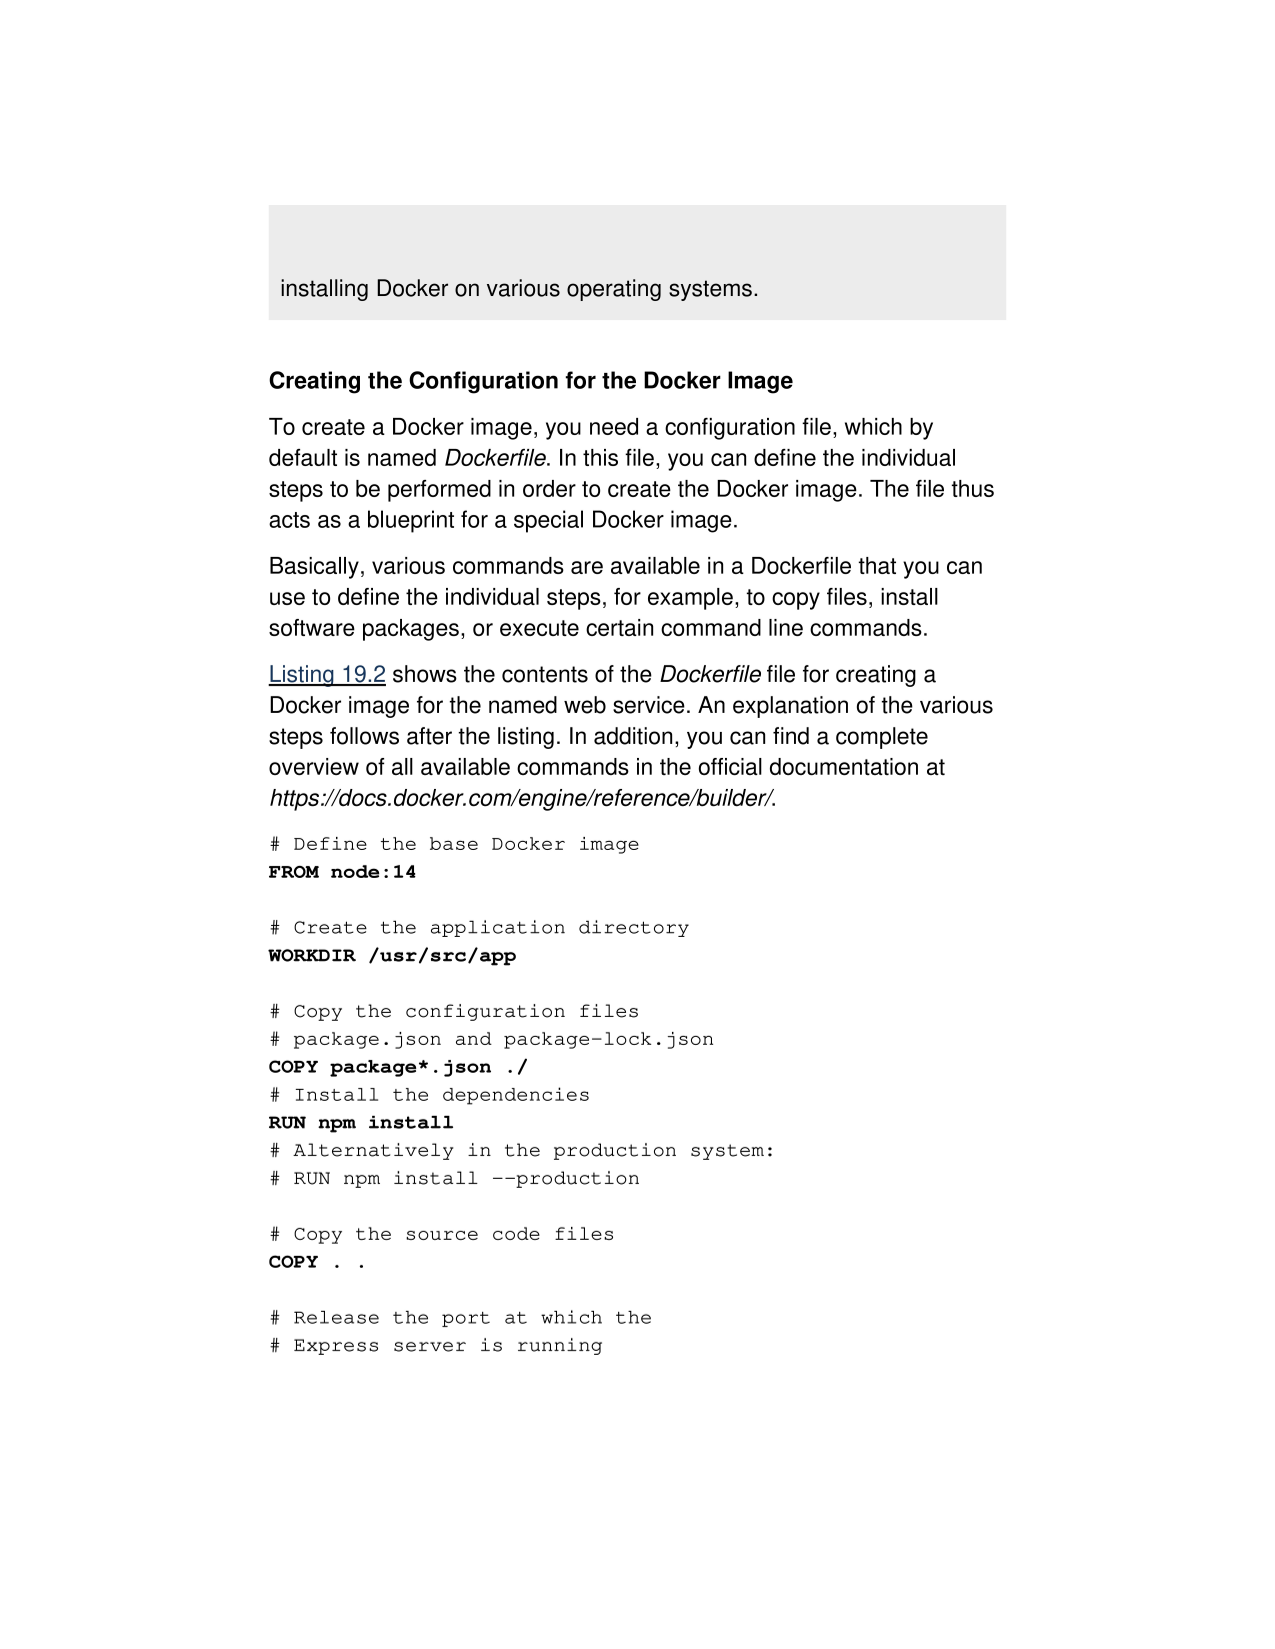 installing Docker on various operating systems.
Creating the Configuration for the Docker Image
To create a Docker image, you need a configuration file, which by
default is named Dockerfile. In this file, you can define the individual
steps to be performed in order to create the Docker image. The file thus
acts as a blueprint for a special Docker image.
Basically, various commands are available in a Dockerfile that you can
use to define the individual steps, for example, to copy files, install
software packages, or execute certain command line commands.
Listing 19.2 shows the contents of the Dockerfile file for creating a
Docker image for the named web service. An explanation of the various
steps follows after the listing. In addition, you can find a complete
overview of all available commands in the official documentation at
https://docs.docker.com/engine/reference/builder/.
# Define the base Docker image
FROM node:14
# Create the application directory
WORKDIR /usr/src/app
# Copy the configuration files
# package.json and package-lock.json
COPY package*.json ./
# Install the dependencies
RUN npm install
# Alternatively in the production system:
# RUN npm install --production
# Copy the source code files
COPY . .
# Release the port at which the
# Express server is running